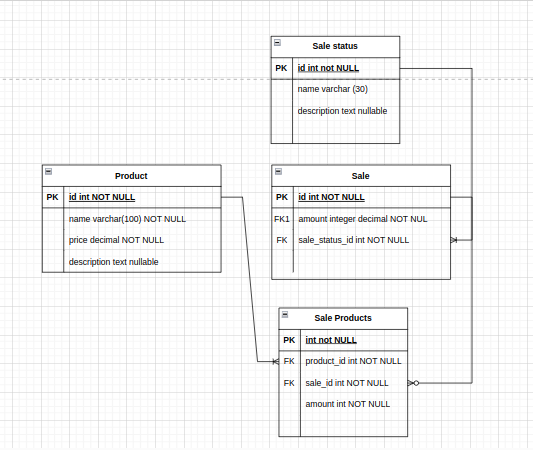 Sale status
PK id int not NULL
name varchar (30)
description text nullable
Product
PK id int NOT NULL
name varchar(100) NOT NULL
price decimal NOT NULL
description text nullable
Sale
PK id int NOT NULL
FK1 amount integer decimal NOT NUL
FK sale_status_id int NOT NULL
Sale Products
PK int not NULL
FK product_id int NOT NULL
FK sale_id int NOT NULL
amount int NOT NULL